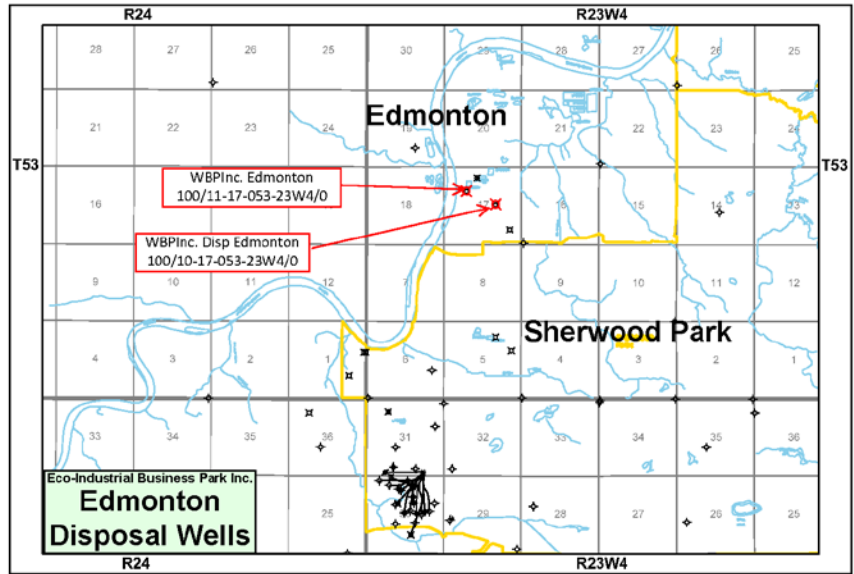 R24 R23W4
28 27 26 25 30 29 28 27 26 25
Edmonton
21 22 23 24 19 20 21 22 23 24
T53 T53
WBPInc. Edmonton
100/11-17-053-23W4/0
16 18 17 16 15 14 13
WBPInc. Disp Edmonton
100/10-17-053-23W4/0
9 10 12 7 8 9 10 11 12
Sherwood Park
4 3 2 1 6 5 4 3 2 1
33 34 35 36 31 32 33 34 35 36
Eco-Industrial Business Park Inc.
Edmonton
Disposal Wells
25 29 28 27 26 25
R24 R23W4